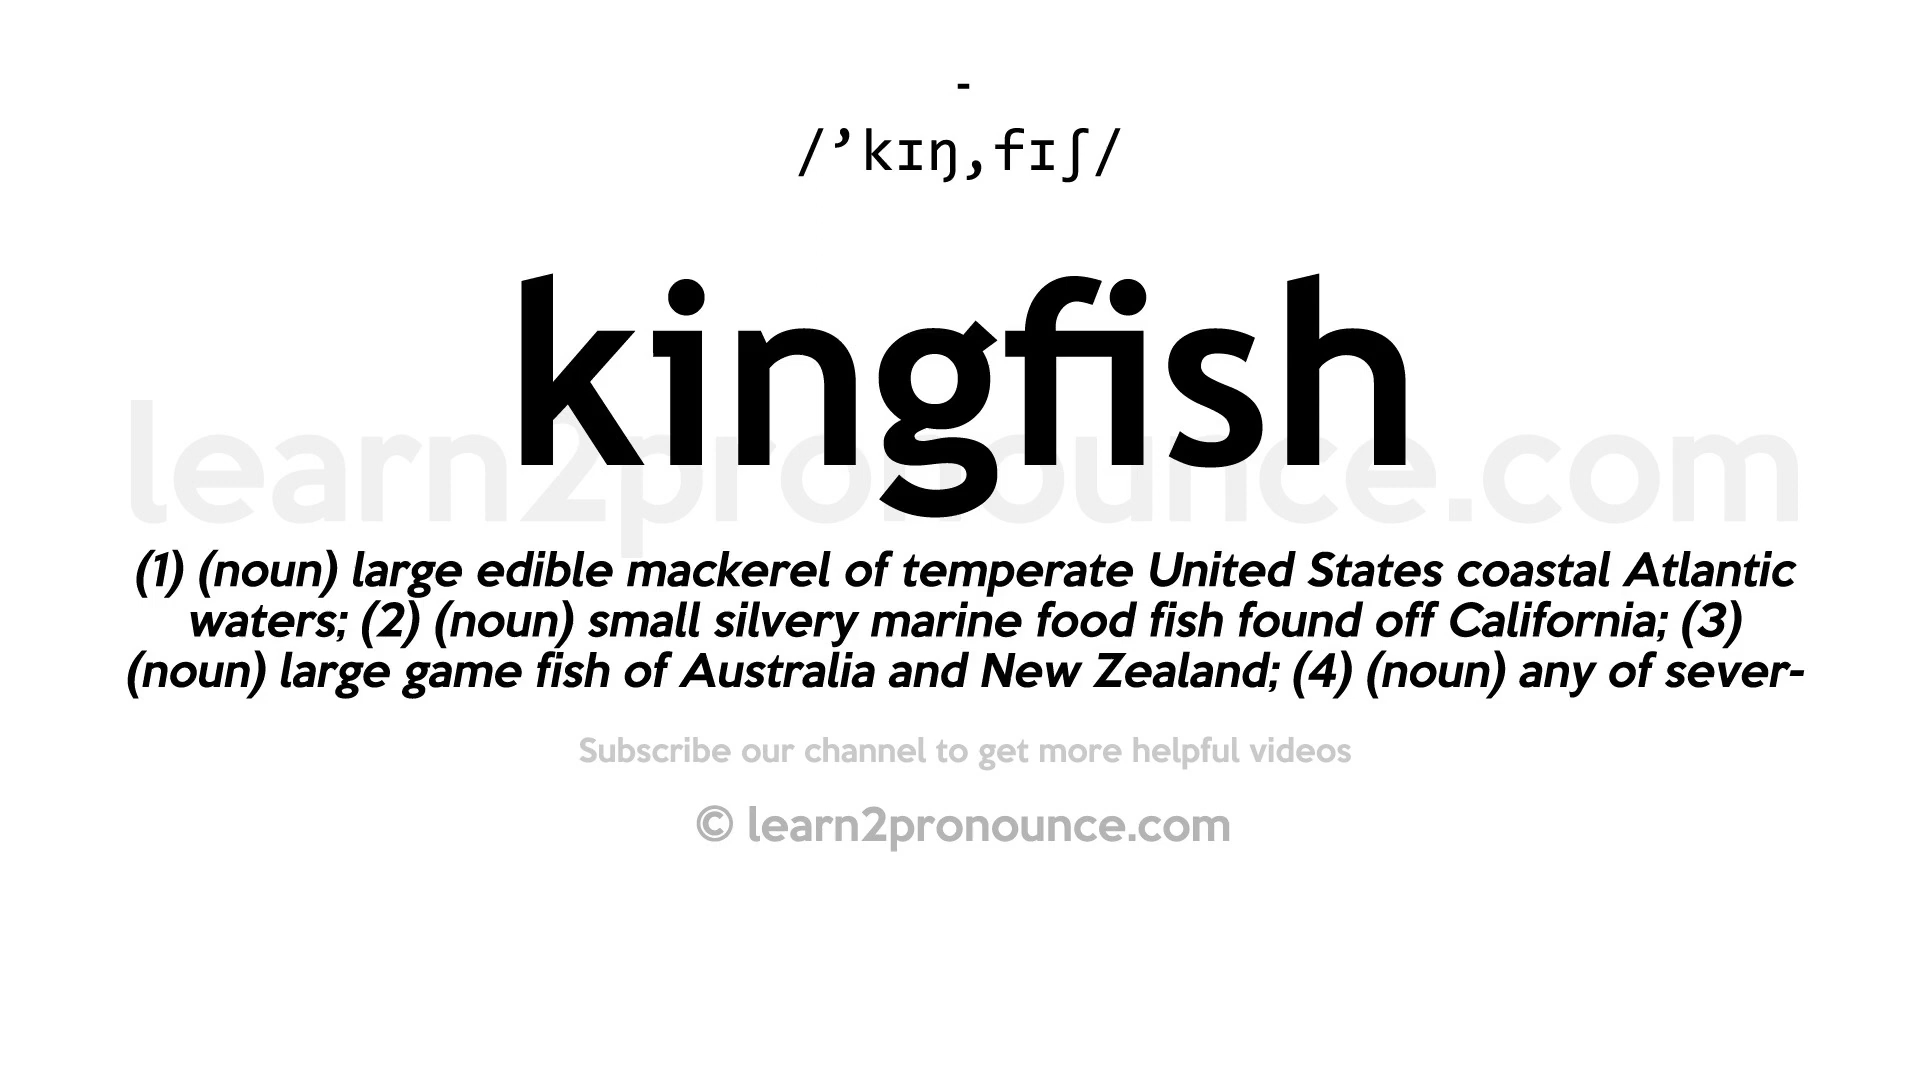 -
/’kɪŋ,fɪʃ/
kingfish
learn2pronounce.com
(1) (noun) large edible mackerel of temperate United States coastal Atlantic
waters; (2) (noun) small silvery marine food fish found off California; (3)
(noun) large game fish of Australia and New Zealand; (4) (noun) any of sever-
Subscribe our channel to get more helpful videos
© learn2pronounce.com